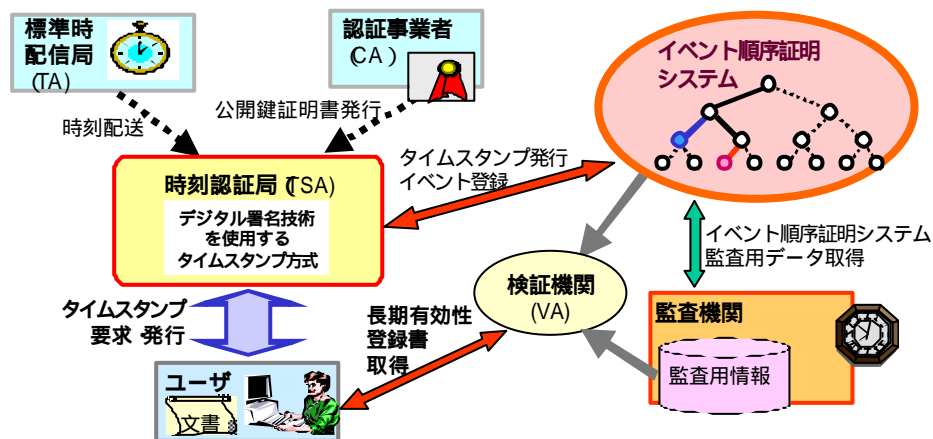 標準時
配信局
(TA)
認証事業者
(CA)
イベント順序証明
システム
時刻配送
公開鍵証明書発行
時刻認証局 (TSA)
デジタル署名技術
を使用する
タイムスタンプ方式
タイムスタンプ発行
イベント登録
イベント順序証明システム
監査用データ取得
検証機関
(VA)
タイムスタンプ
要求・発行
長期有効性
登録書
取得
監査機関
監査用情報
ユーザ
文書